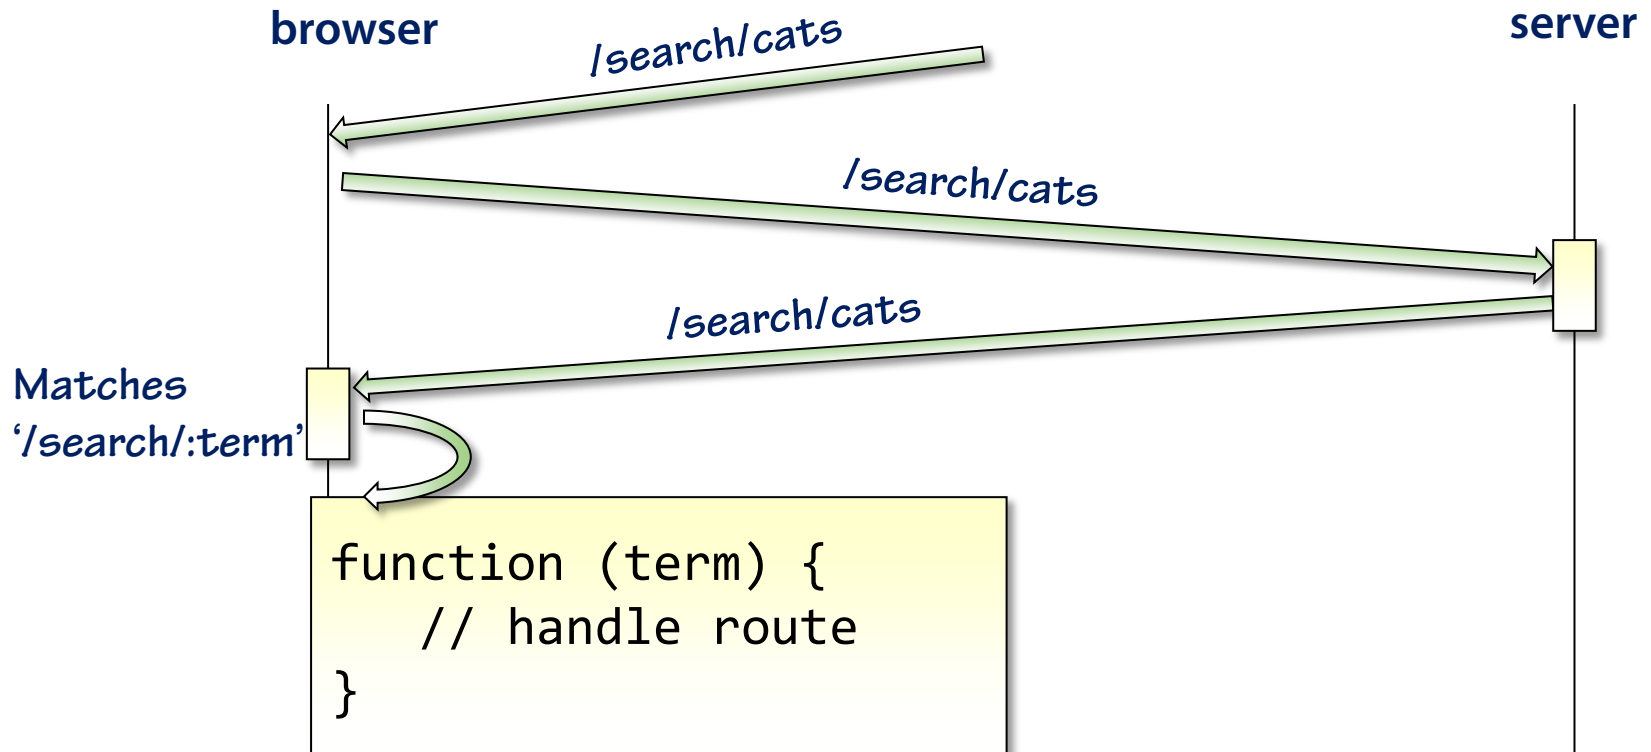 browser
server
/search/cats
/search/cats
/search/cats
Matches
‘/search/:term’
function (term) {
   // handle route
}